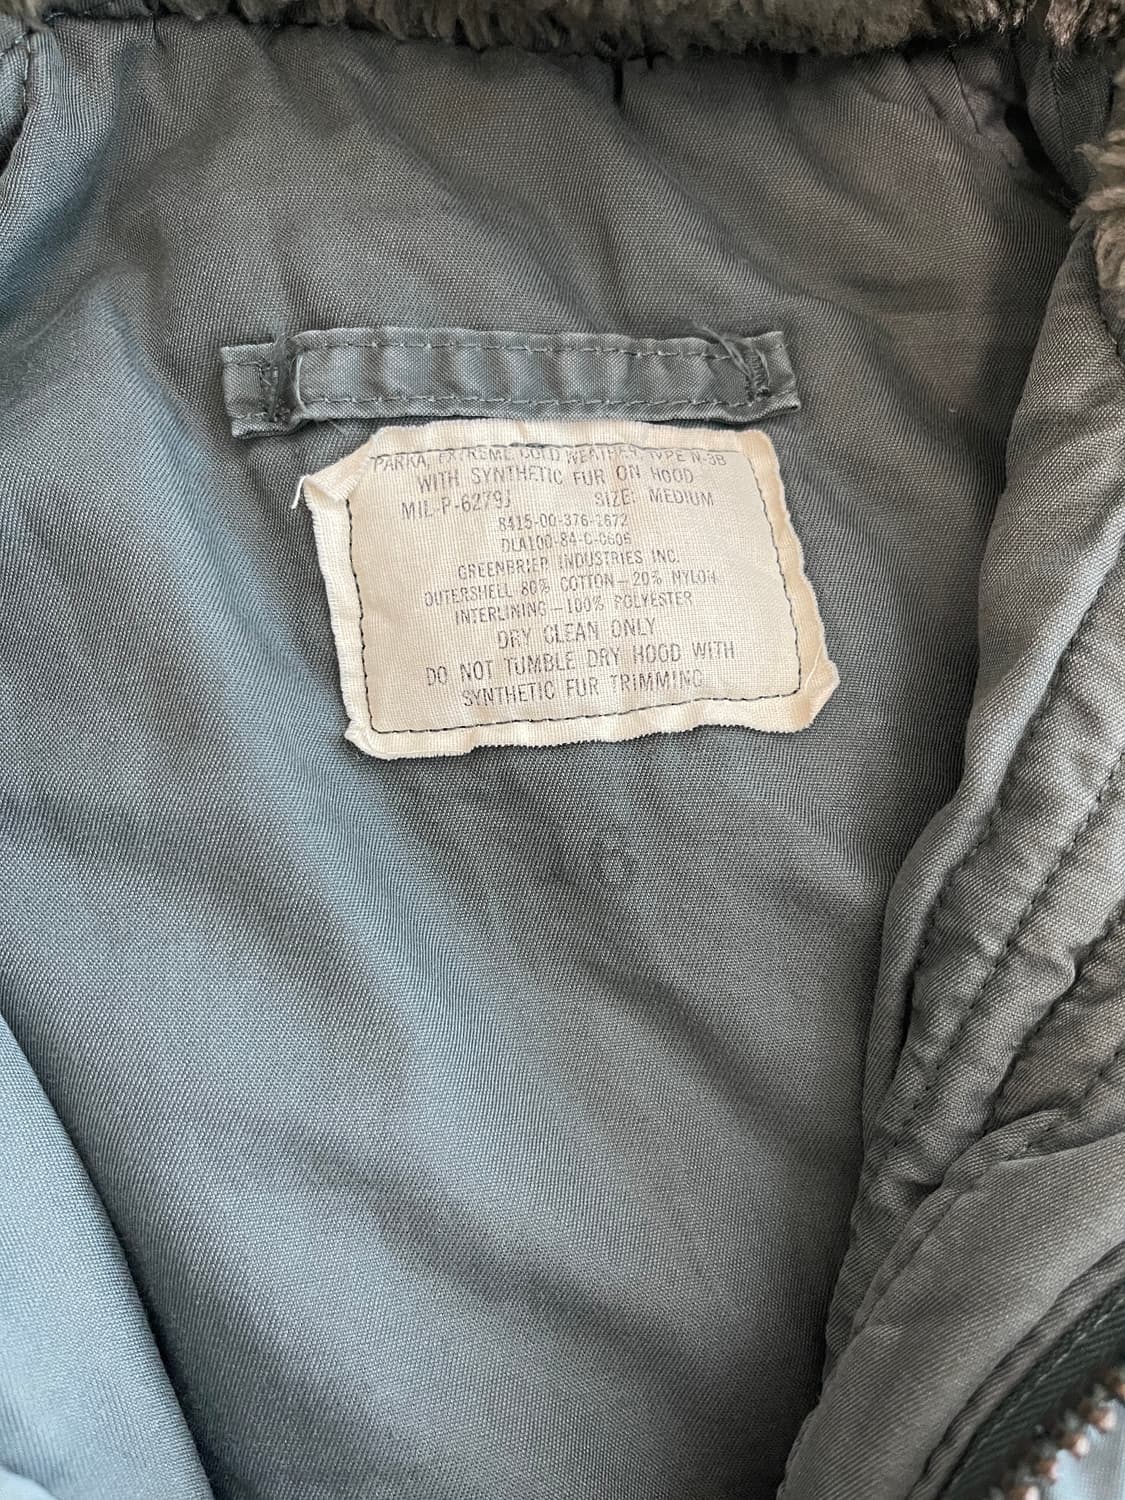 PARKA, EXTREME COLD WEATHER, TYPE N-3B
WITH SYNTHETIC FUR ON HOOD
MIL-P-6279J SIZE: MEDIUM
8415-00-376-1672
DLA100-84-C-0606
GREENBRIER INDUSTRIES INC.
OUTERSHELL 80% COTTON—20% NYLON
INTERLINING—100% POLYESTER
DRY CLEAN ONLY
DO NOT TUMBLE DRY HOOD WITH
SYNTHETIC FUR TRIMMING